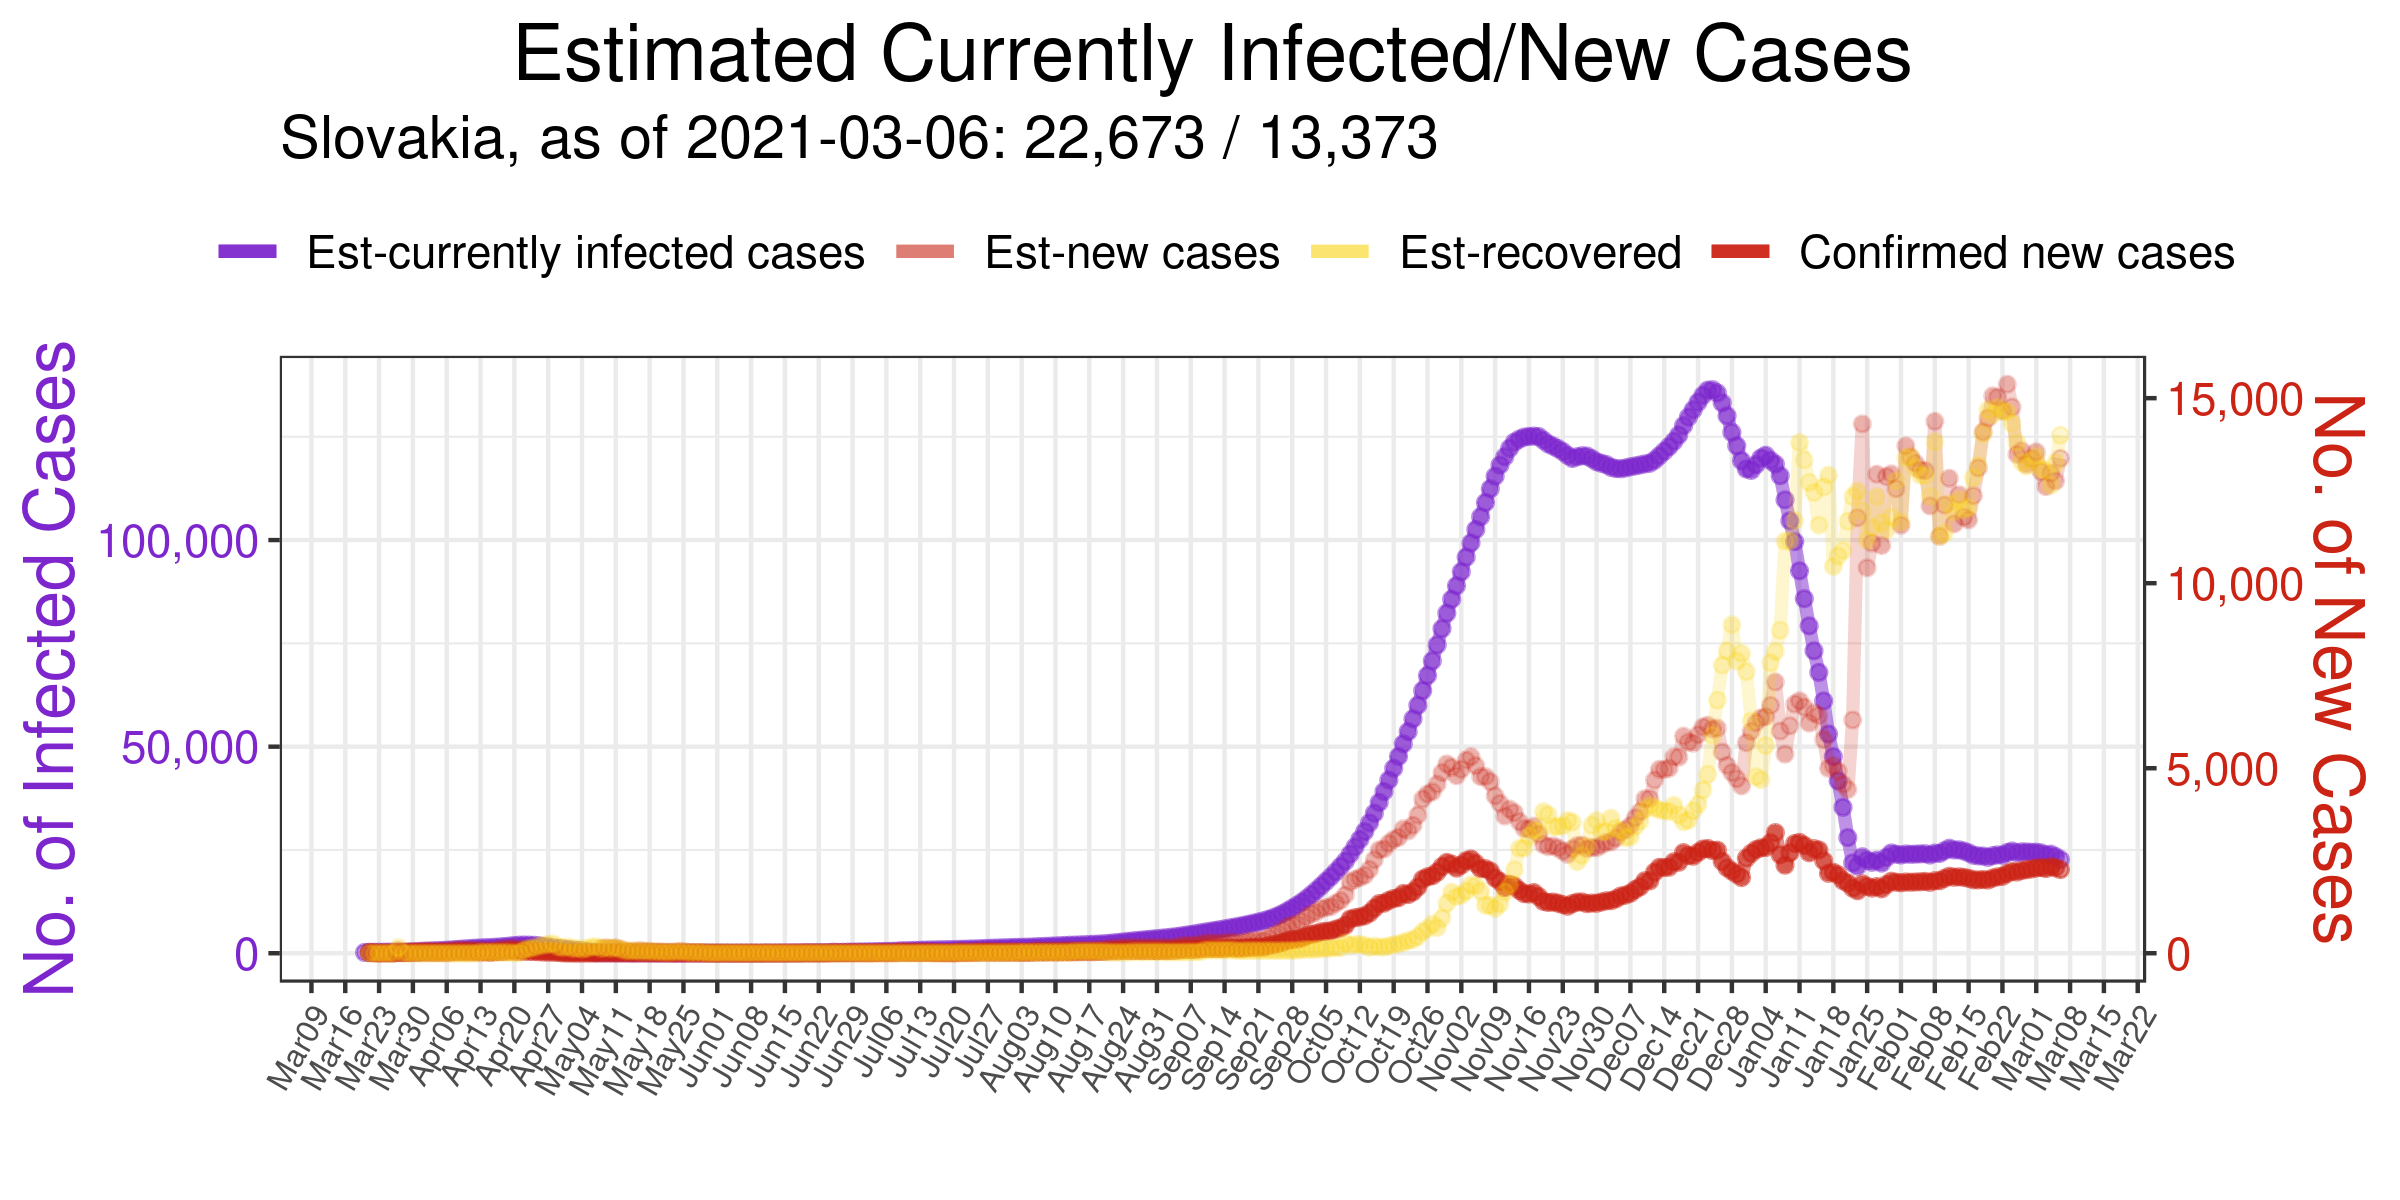 Estimated Currently Infected/New Cases
Slovakia, as of 2021-03-06: 22,673 / 13,373
Est-currently infected cases
Est-new cases
Est-recovered
Confirmed new cases
No. of Infected Cases
100,000
50,000
0
15,000
10,000
5,000
0
No. of New Cases
Mar09
Mar16
Mar23
Mar30
Apr06
Apr13
Apr20
Apr27
May04
May11
May18
May25
Jun01
Jun08
Jun15
Jun22
Jun29
Jul06
Jul13
Jul20
Jul27
Aug03
Aug10
Aug17
Aug24
Aug31
Sep07
Sep14
Sep21
Sep28
Oct05
Oct12
Oct19
Oct26
Nov02
Nov09
Nov16
Nov23
Nov30
Dec07
Dec14
Dec21
Dec28
Jan04
Jan11
Jan18
Jan25
Feb01
Feb08
Feb15
Feb22
Mar01
Mar08
Mar15
Mar22